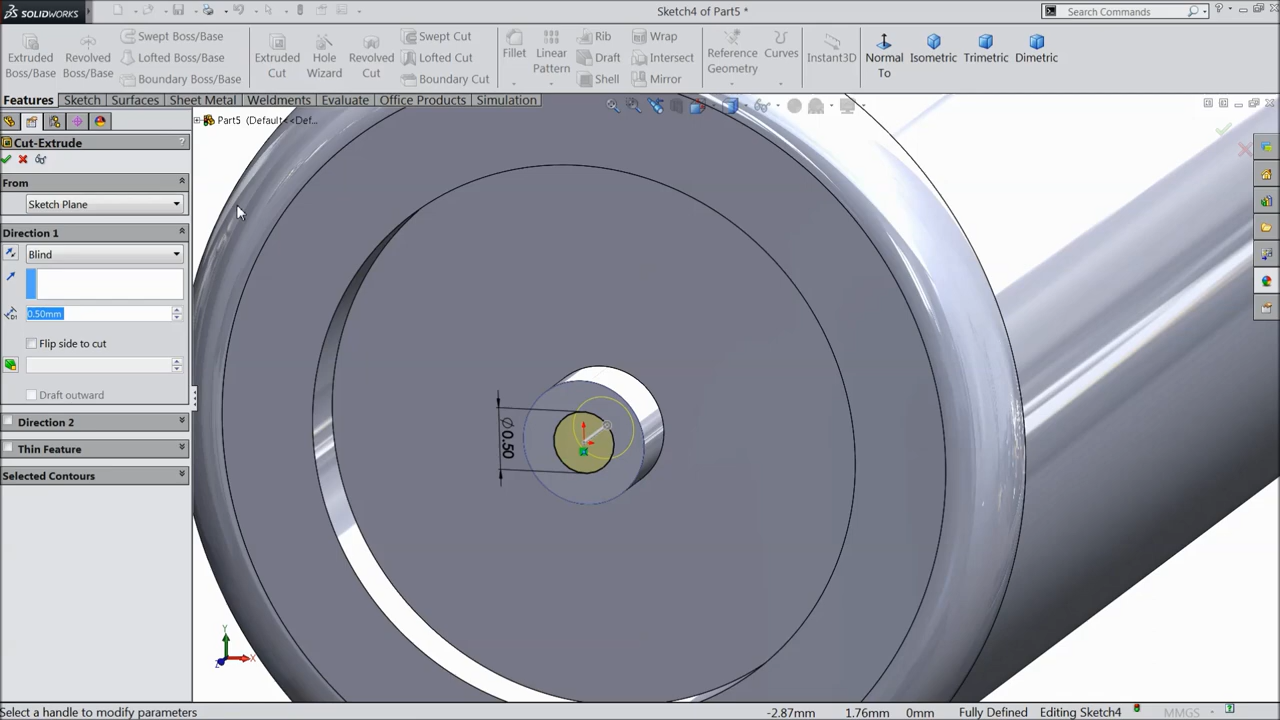 SOLIDWORKS
Sketch4 of Part5 *
Search Commands
Extruded Boss/Base
Revolved Boss/Base
Swept Boss/Base
Lofted Boss/Base
Boundary Boss/Base
Extruded Cut
Hole Wizard
Revolved Cut
Swept Cut
Lofted Cut
Boundary Cut
Fillet
Linear Pattern
Rib
Draft
Shell
Wrap
Intersect
Mirror
Reference Geometry
Curves
Instant3D
Normal To
Isometric
Trimetric
Dimetric
Features
Sketch
Surfaces
Sheet Metal
Weldments
Evaluate
Office Products
Simulation
Part5 (Default<<Def...
Cut-Extrude
?
From
Sketch Plane
Direction 1
Blind
0.50mm
Flip side to cut
Draft outward
Direction 2
Thin Feature
Selected Contours
Ø0.50
Y
X
Z
Select a handle to modify parameters
-2.87mm
1.76mm
0mm
Fully Defined
Editing Sketch4
MMGS